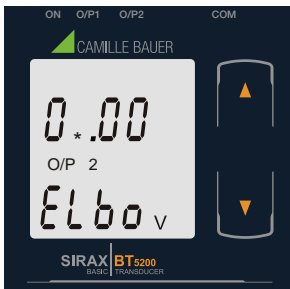 ON O/P1 O/P2 COM
CAMILLE BAUER
0.*.00
O/P 2
ELbo V
SIRAX BT5200
BASIC TRANSDUCER